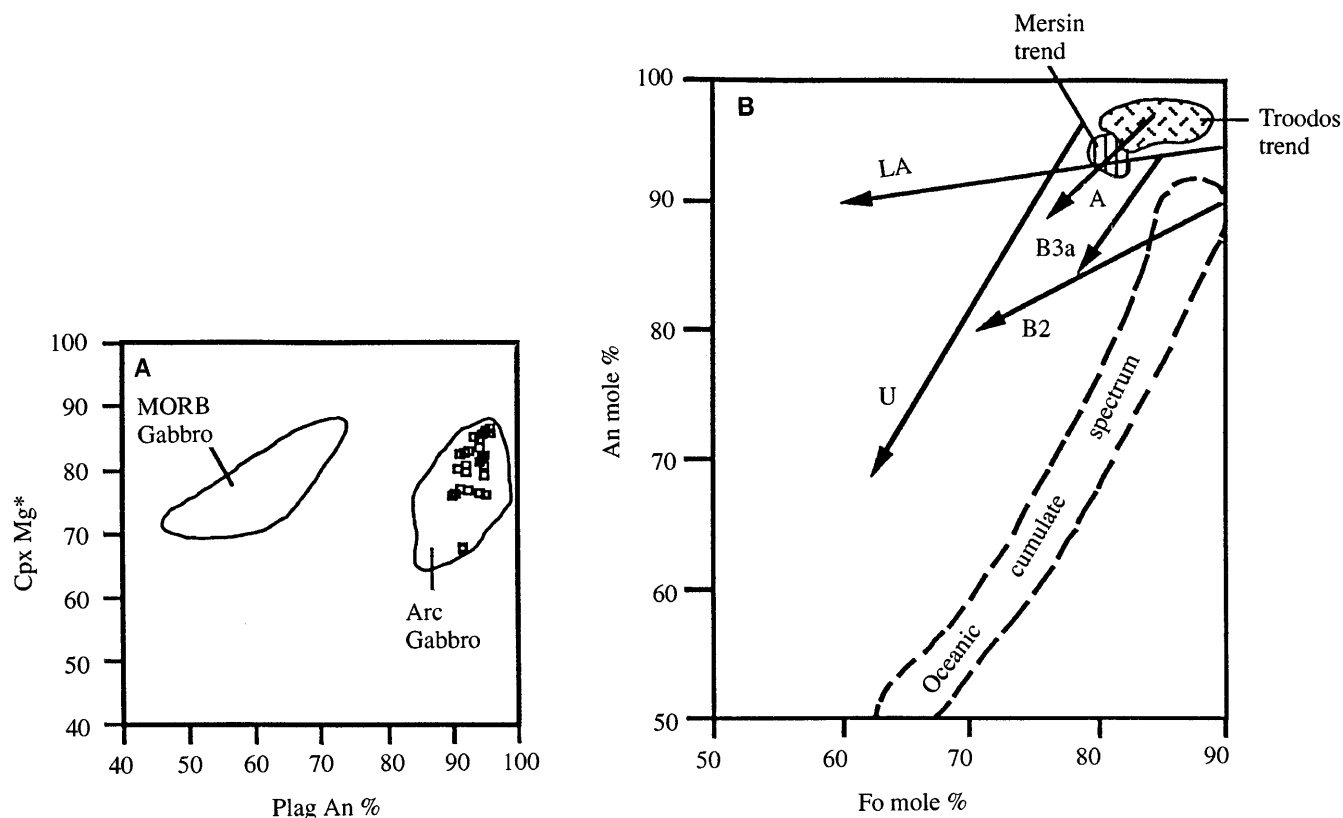 A
MORB
Gabbro
Arc
Gabbro
100
90
80
70
60
50
40
40 50 60 70 80 90 100
Cpx Mg*
Plag An %
Mersin
trend
B
Troodos
trend
LA
A
B3a
B2
U
Oceanic cumulate spectrum
100
90
80
70
60
50
50 60 70 80 90
An mole %
Fo mole %